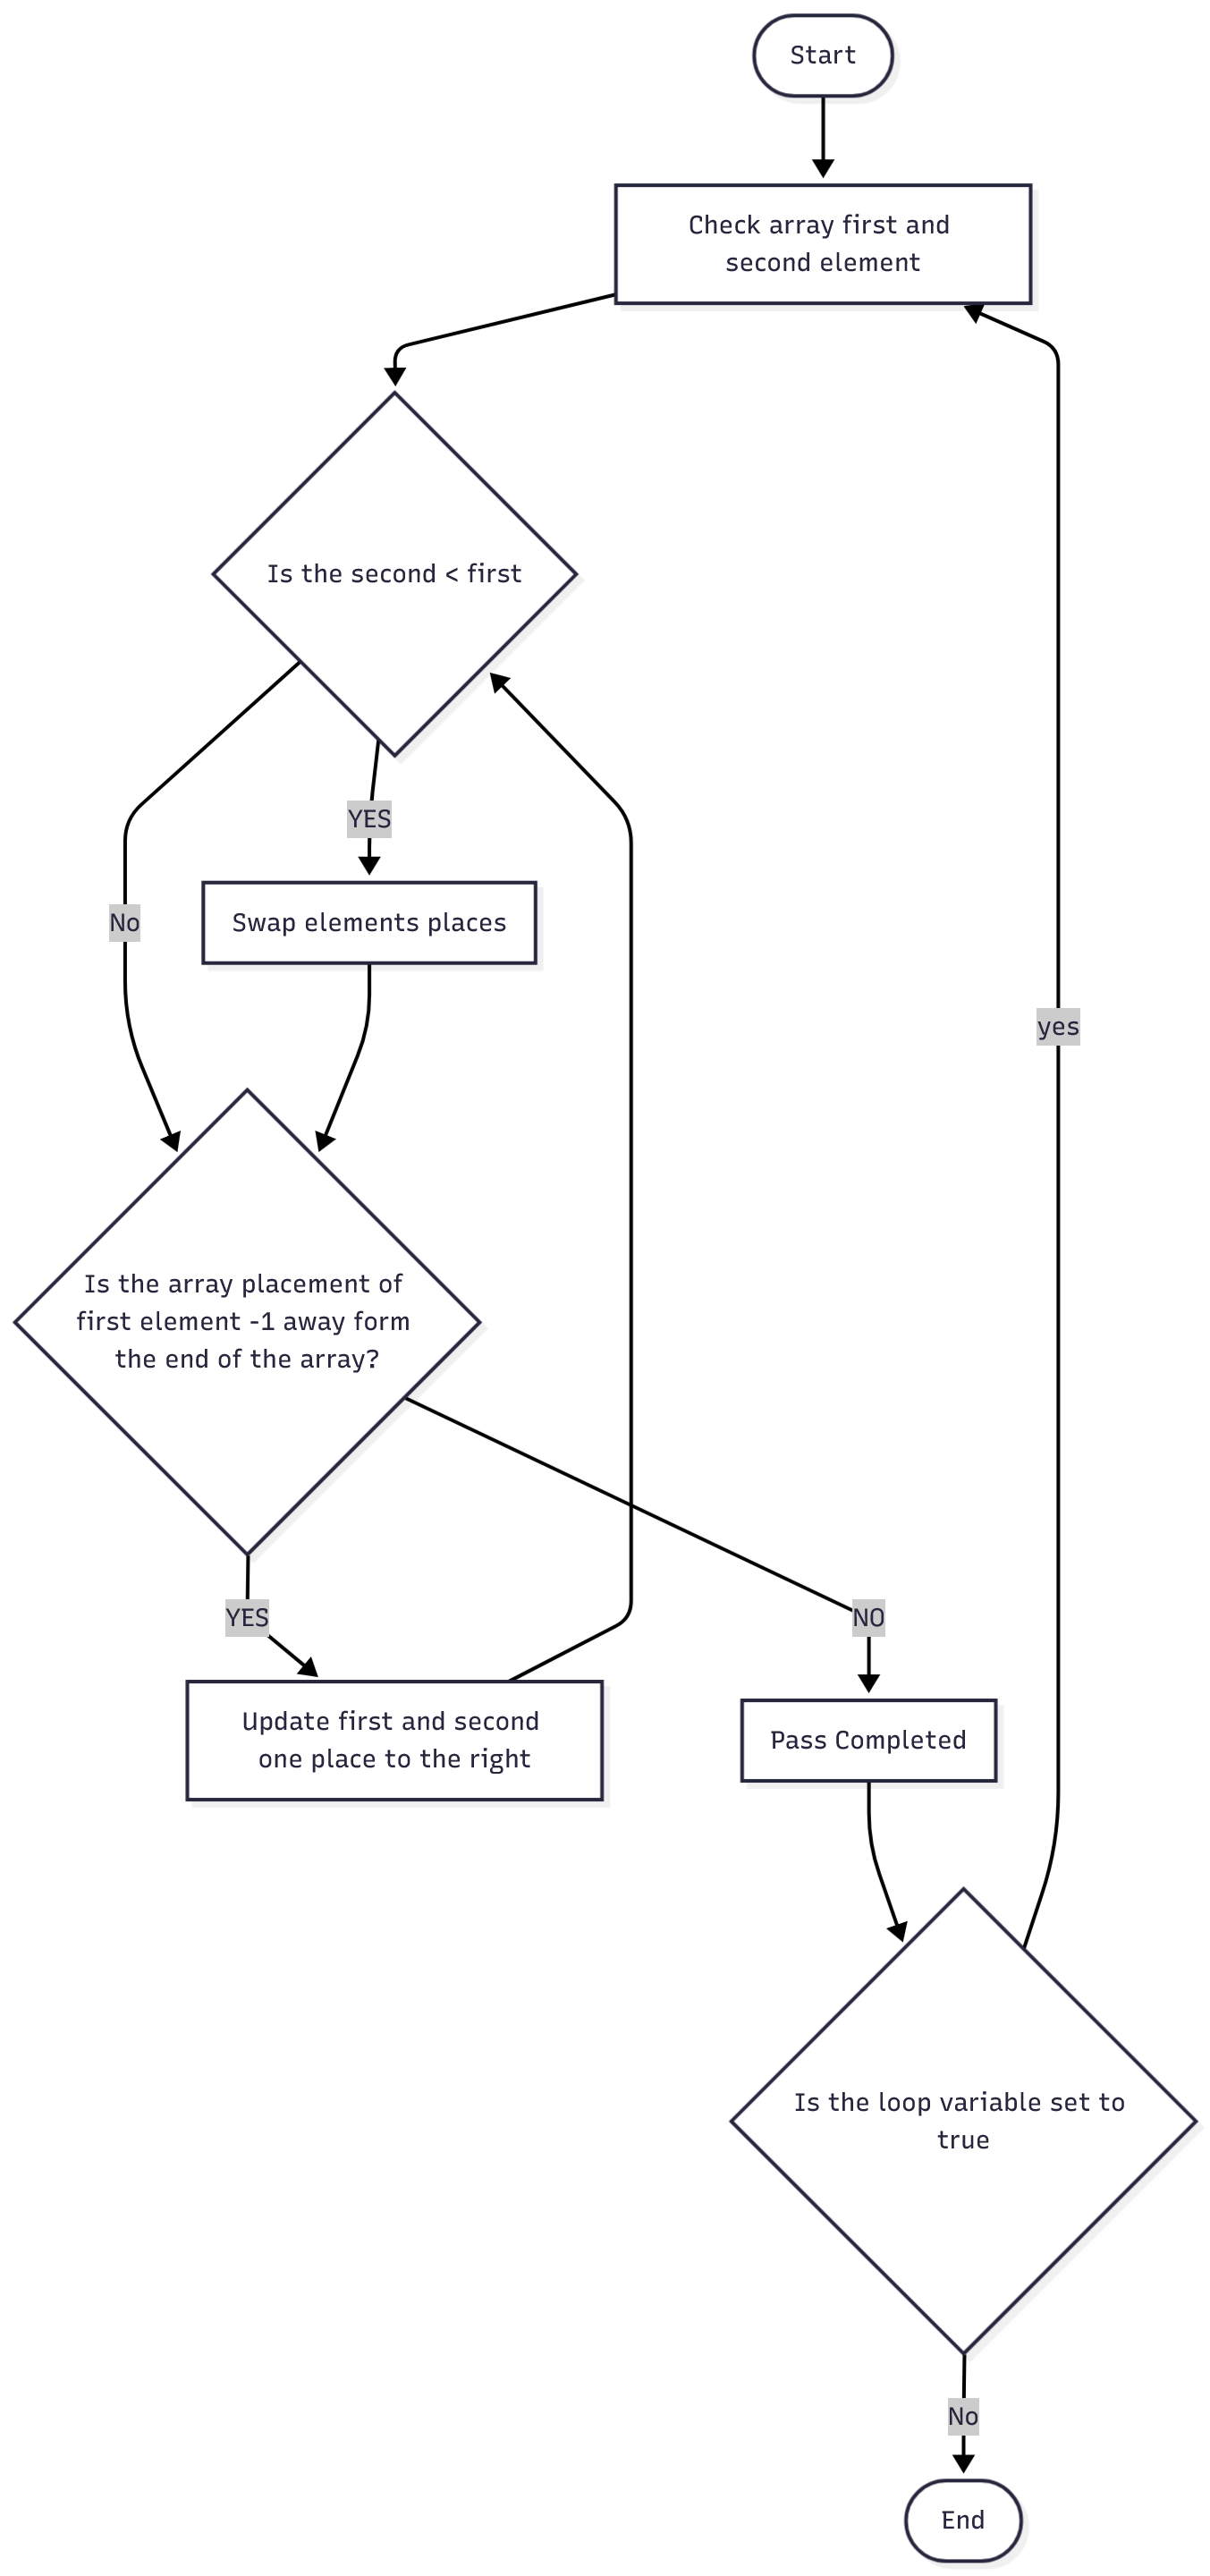 Start
Check array first and
second element
Is the second < first
YES
No
Swap elements places
yes
Is the array placement of
first element -1 away form
the end of the array?
YES
NO
Update first and second
one place to the right
Pass Completed
Is the loop variable set to
true
No
End